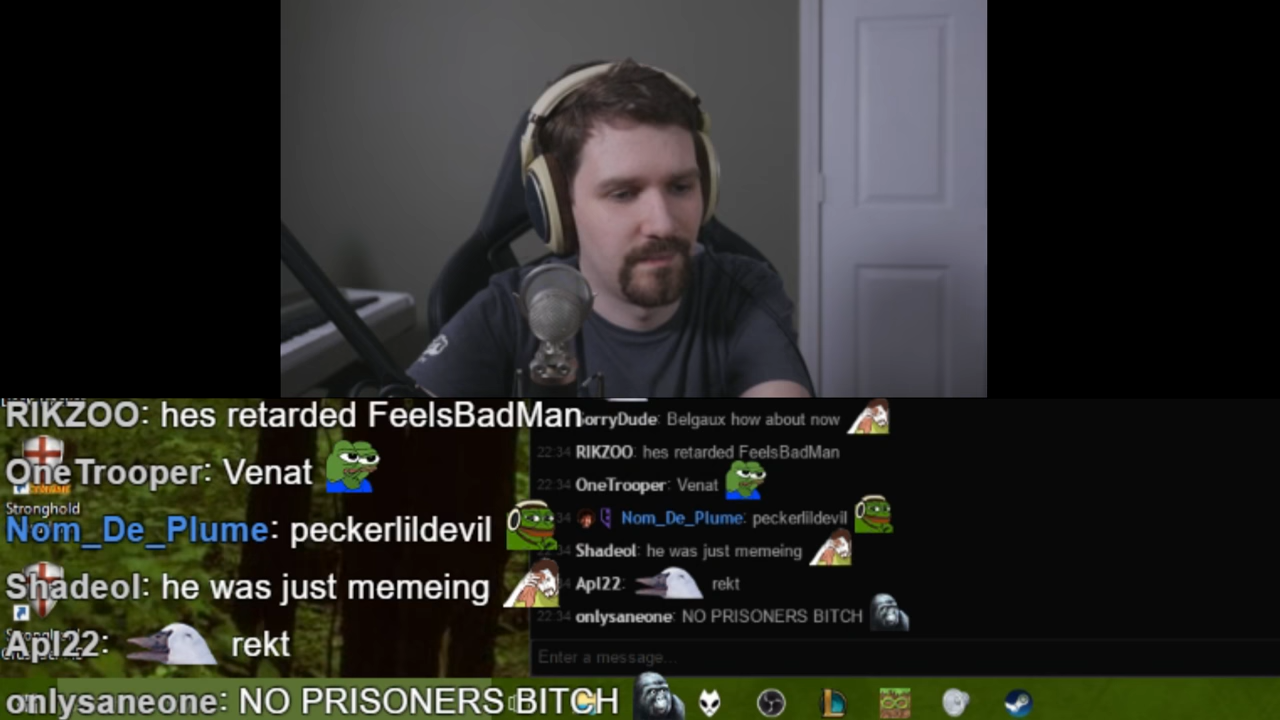 RIKZOO: hes retarded FeelsBadMan
OneTrooper: Venat
Stronghold
Nom_De_Plume: peckerlildevil
Shadeol: he was just memeing
Apl22: rekt
onlysaneone: NO PRISONERS BITCH
SorryDude: Belgaux how about now
22:34 RIKZOO: hes retarded FeelsBadMan
22:34 OneTrooper: Venat
34 Nom_De_Plume: peckerlildevil
22:34 Shadeol: he was just memeing
34 Apl22: rekt
22:34 onlysaneone: NO PRISONERS BITCH
Enter a message...